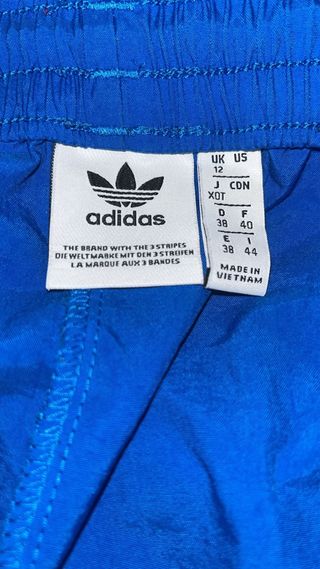 adidas
THE BRAND WITH THE 3 STRIPES
DIE WELTMARKE MIT DEN 3 STREIFEN
LA MARQUE AUX 3 BANDES
UK US
12
J CDN
XOT
D F
38 40
E I
38 44
MADE IN
VIETNAM